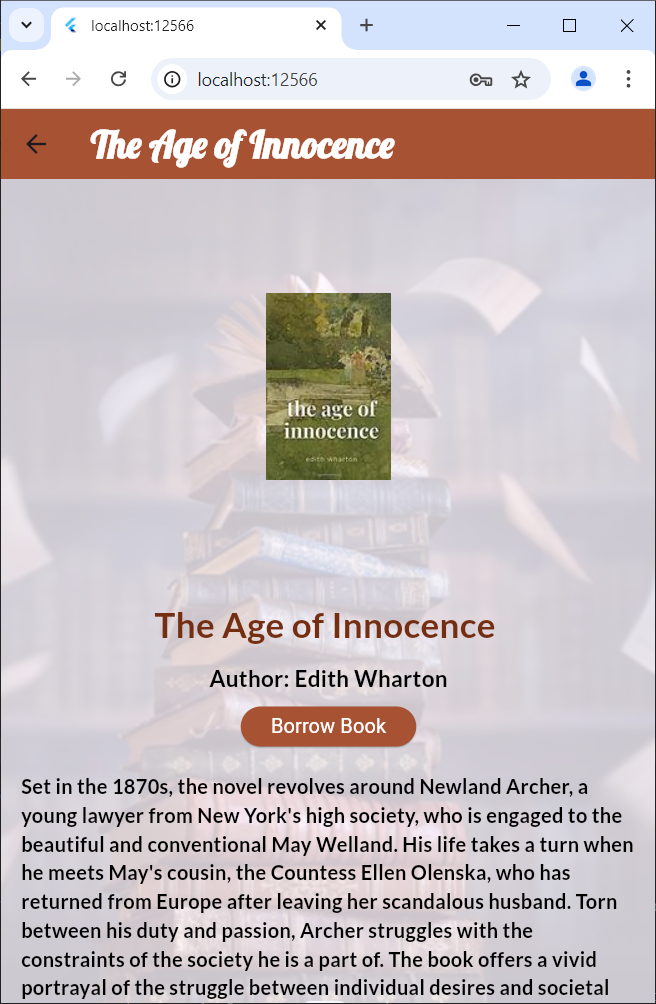 localhost:12566
localhost:12566
The Age of Innocence
the age of
innocence
edith wharton
The Age of Innocence
Author: Edith Wharton
Borrow Book
Set in the 1870s, the novel revolves around Newland Archer, a
young lawyer from New York's high society, who is engaged to the
beautiful and conventional May Welland. His life takes a turn when
he meets May's cousin, the Countess Ellen Olenska, who has
returned from Europe after leaving her scandalous husband. Torn
between his duty and passion, Archer struggles with the
constraints of the society he is a part of. The book offers a vivid
portrayal of the struggle between individual desires and societal